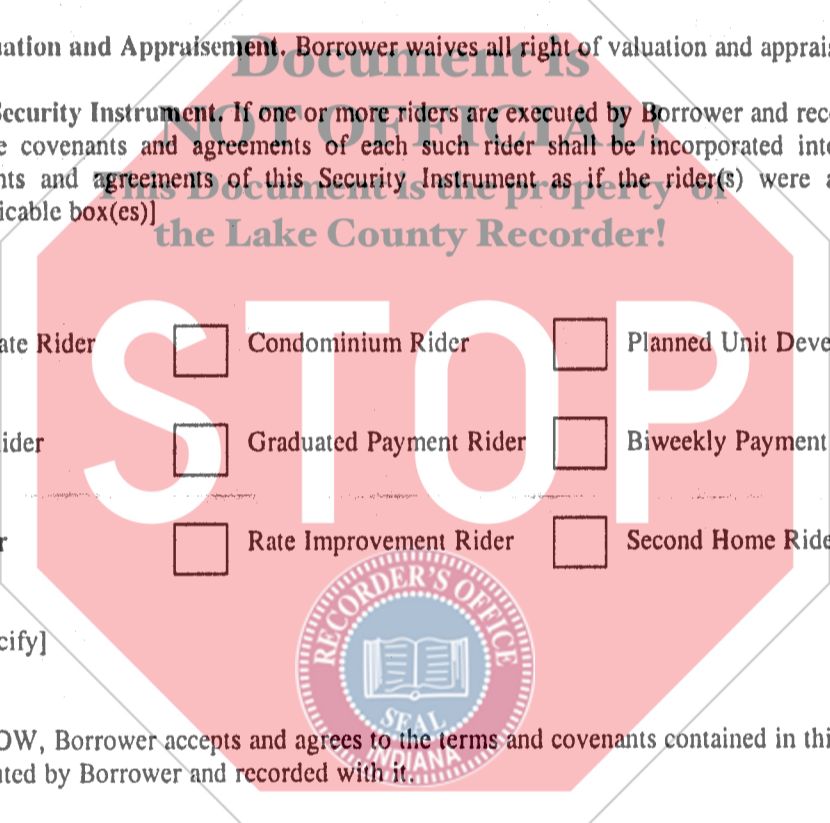 uation and Appraisement. Borrower waives all right of valuation and apprais
Document is
Security Instrument. If one or more riders are executed by Borrower and rec
NOT OFFICIAL!
e covenants and agreements of each such rider shall be incorporated into
nts and agreements of this Security Instrument as if the rider(s) were a
This Document is the property of
icable box(es)]
the Lake County Recorder!
STOP
ate Rider Condominium Rider Planned Unit Deve
ider Graduated Payment Rider Biweekly Payment
r Rate Improvement Rider Second Home Ride
RECORDER'S OFFICE
cify]
SEAL
OW, Borrower accepts and agrees to the terms and covenants contained in thi
INDIANA
uted by Borrower and recorded with it.